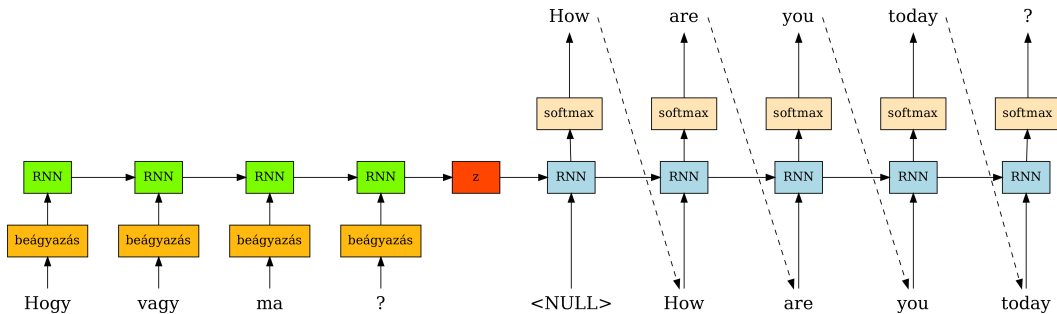 How are you today ?
softmax softmax softmax softmax softmax
RNN RNN RNN RNN z RNN RNN RNN RNN RNN
beágyazás beágyazás beágyazás beágyazás
Hogy vagy ma ? <NULL> How are you today